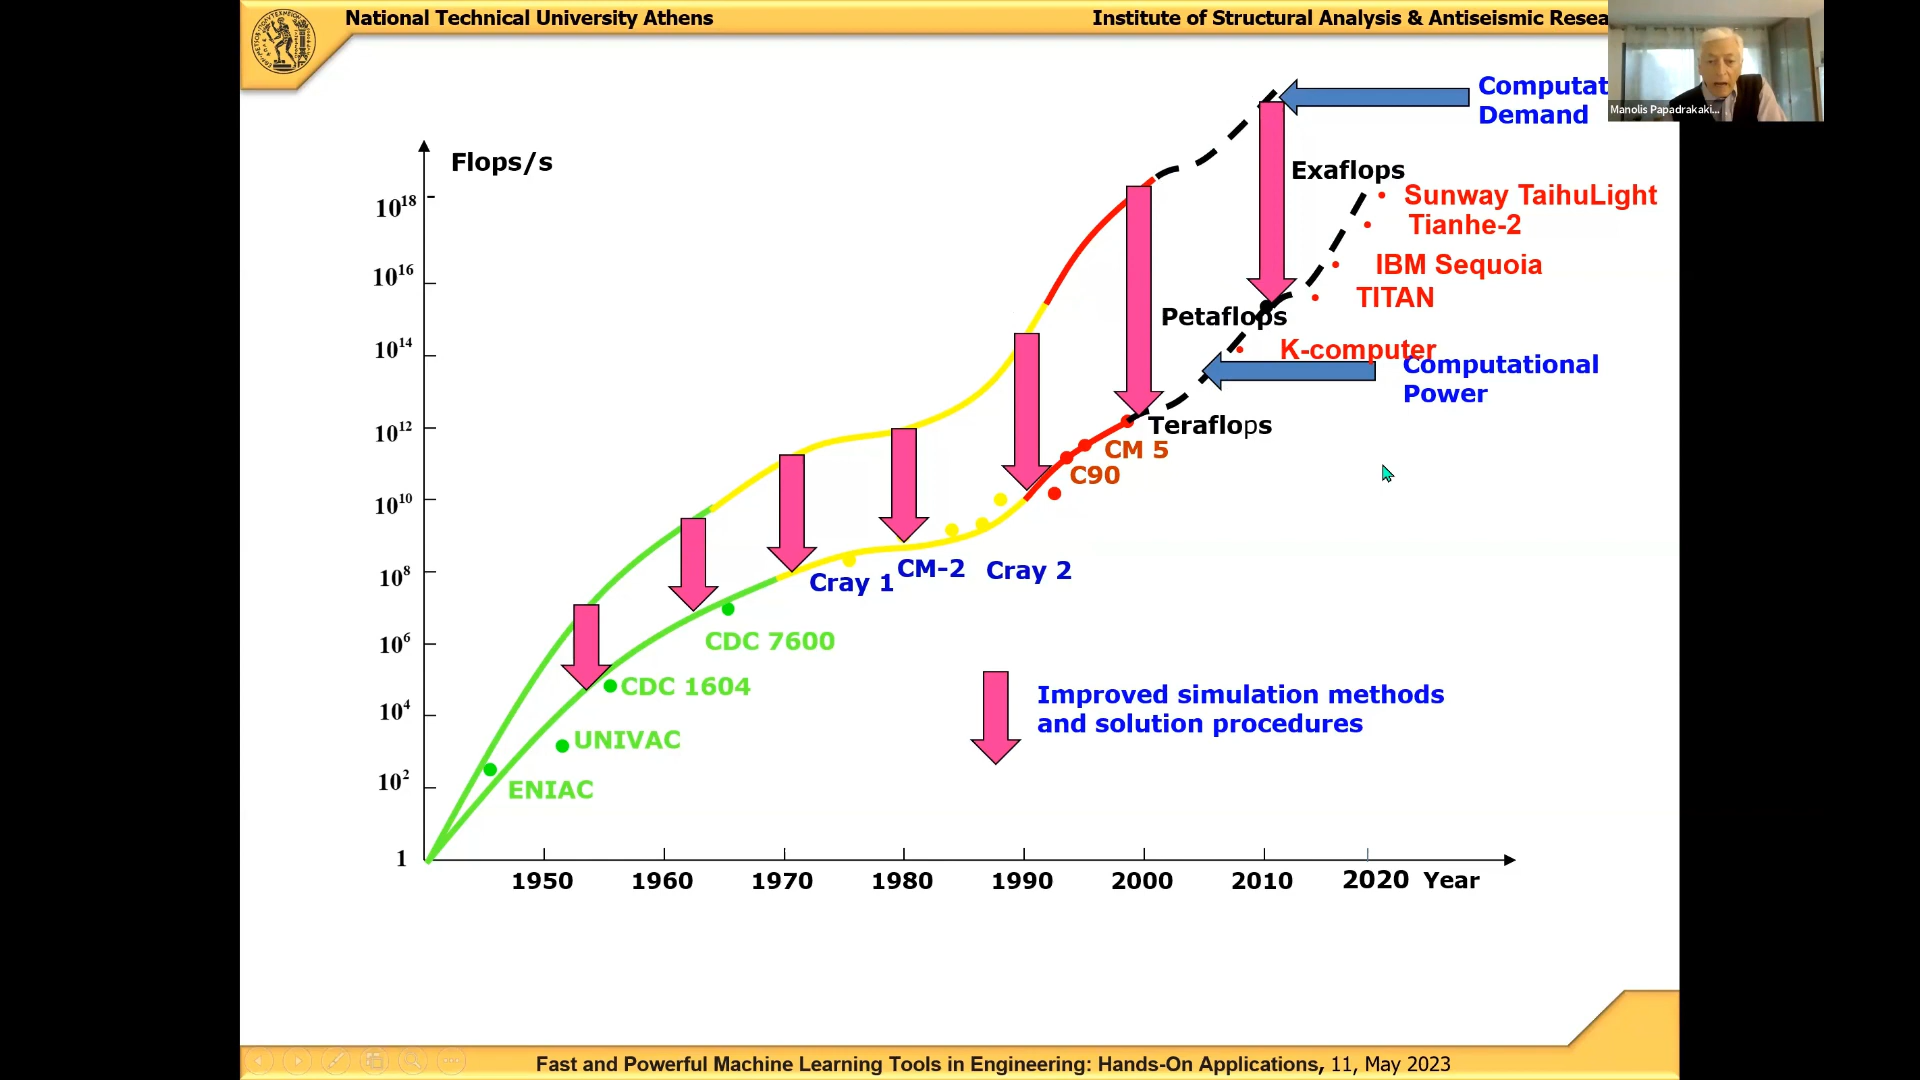 National Technical University Athens
Institute of Structural Analysis & Antiseismic Resea
Manolis Papadrakaki...
Computat
Demand
Flops/s
Exaflops
Sunway TaihuLight
Tianhe-2
IBM Sequoia
TITAN
Petaflops
K-computer
Computational
Power
Teraflops
CM 5
C90
Cray 1
CM-2
Cray 2
CDC 7600
CDC 1604
UNIVAC
ENIAC
Improved simulation methods
and solution procedures
10^18
10^16
10^14
10^12
10^10
10^8
10^6
10^4
10^2
1
1950 1960 1970 1980 1990 2000 2010 2020 Year
Fast and Powerful Machine Learning Tools in Engineering: Hands-On Applications, 11, May 2023